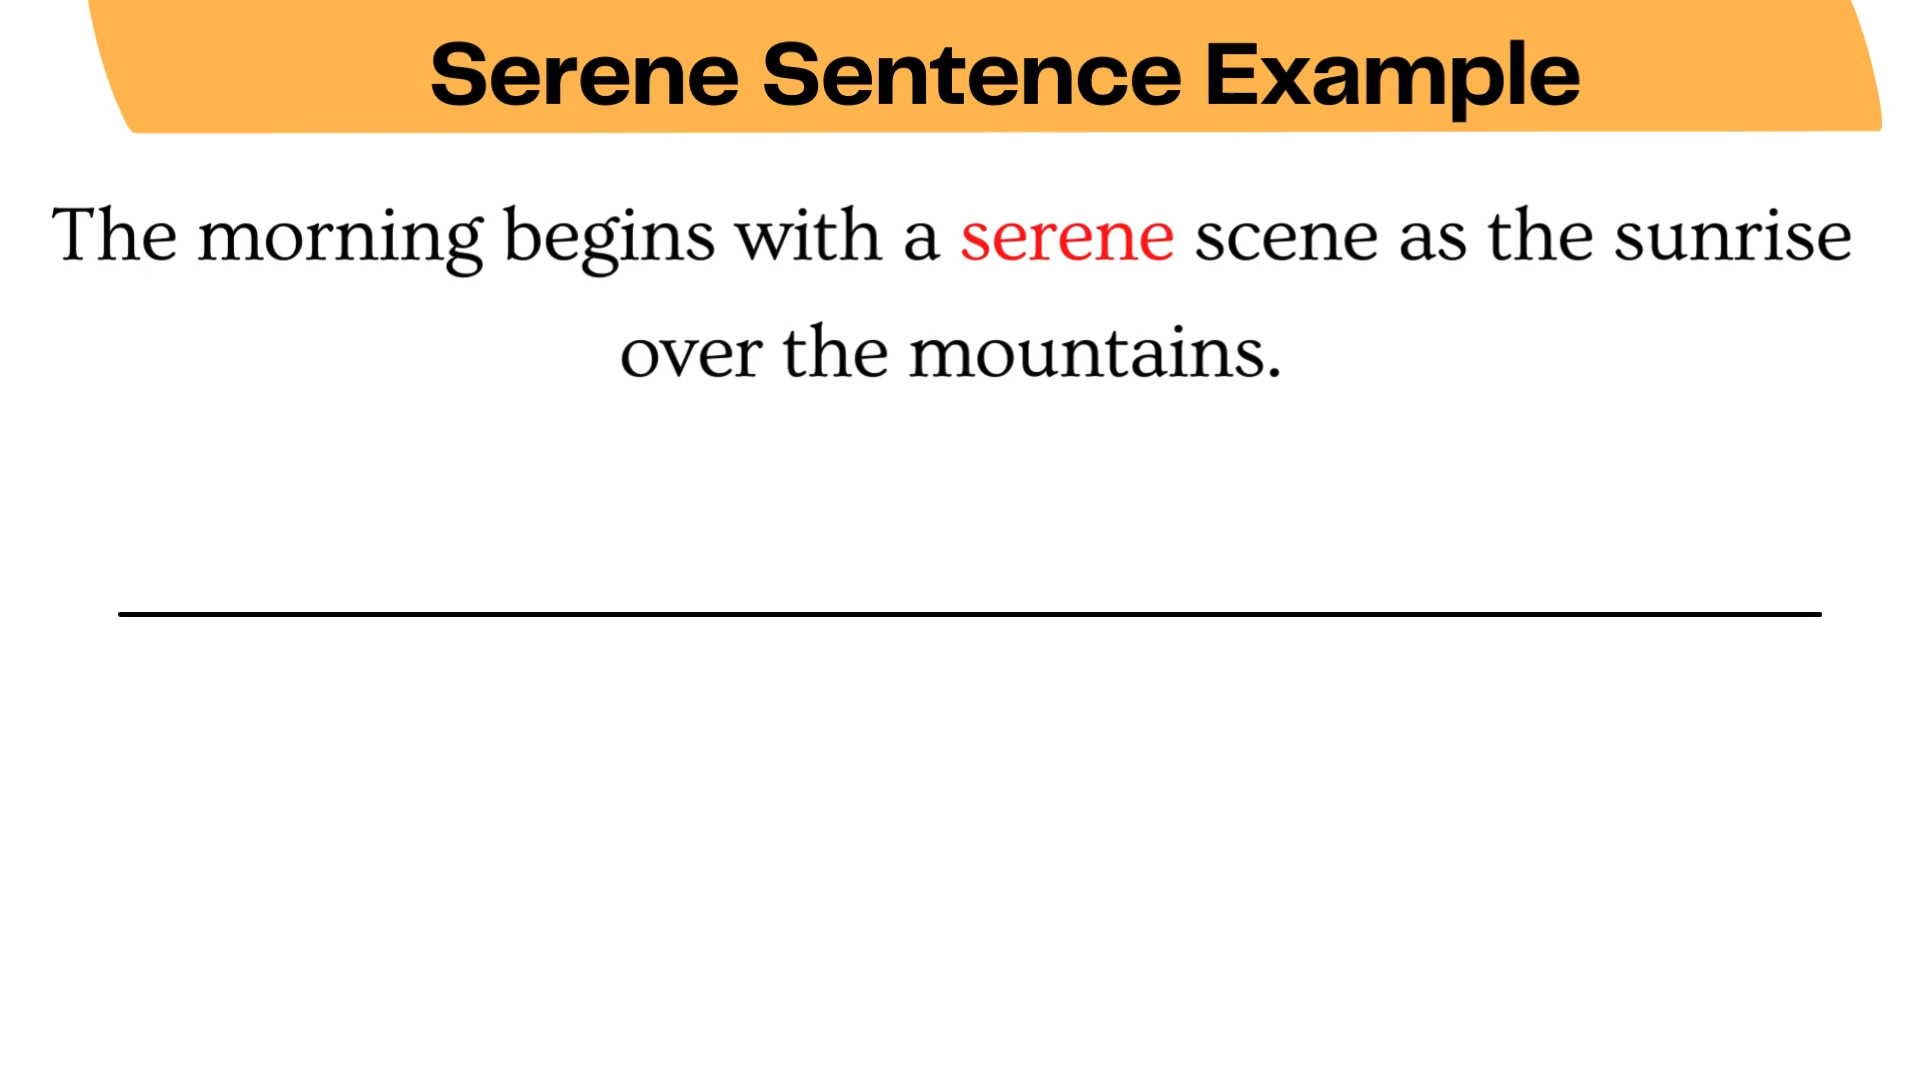 Serene Sentence Example
The morning begins with a serene scene as the sunrise
over the mountains.